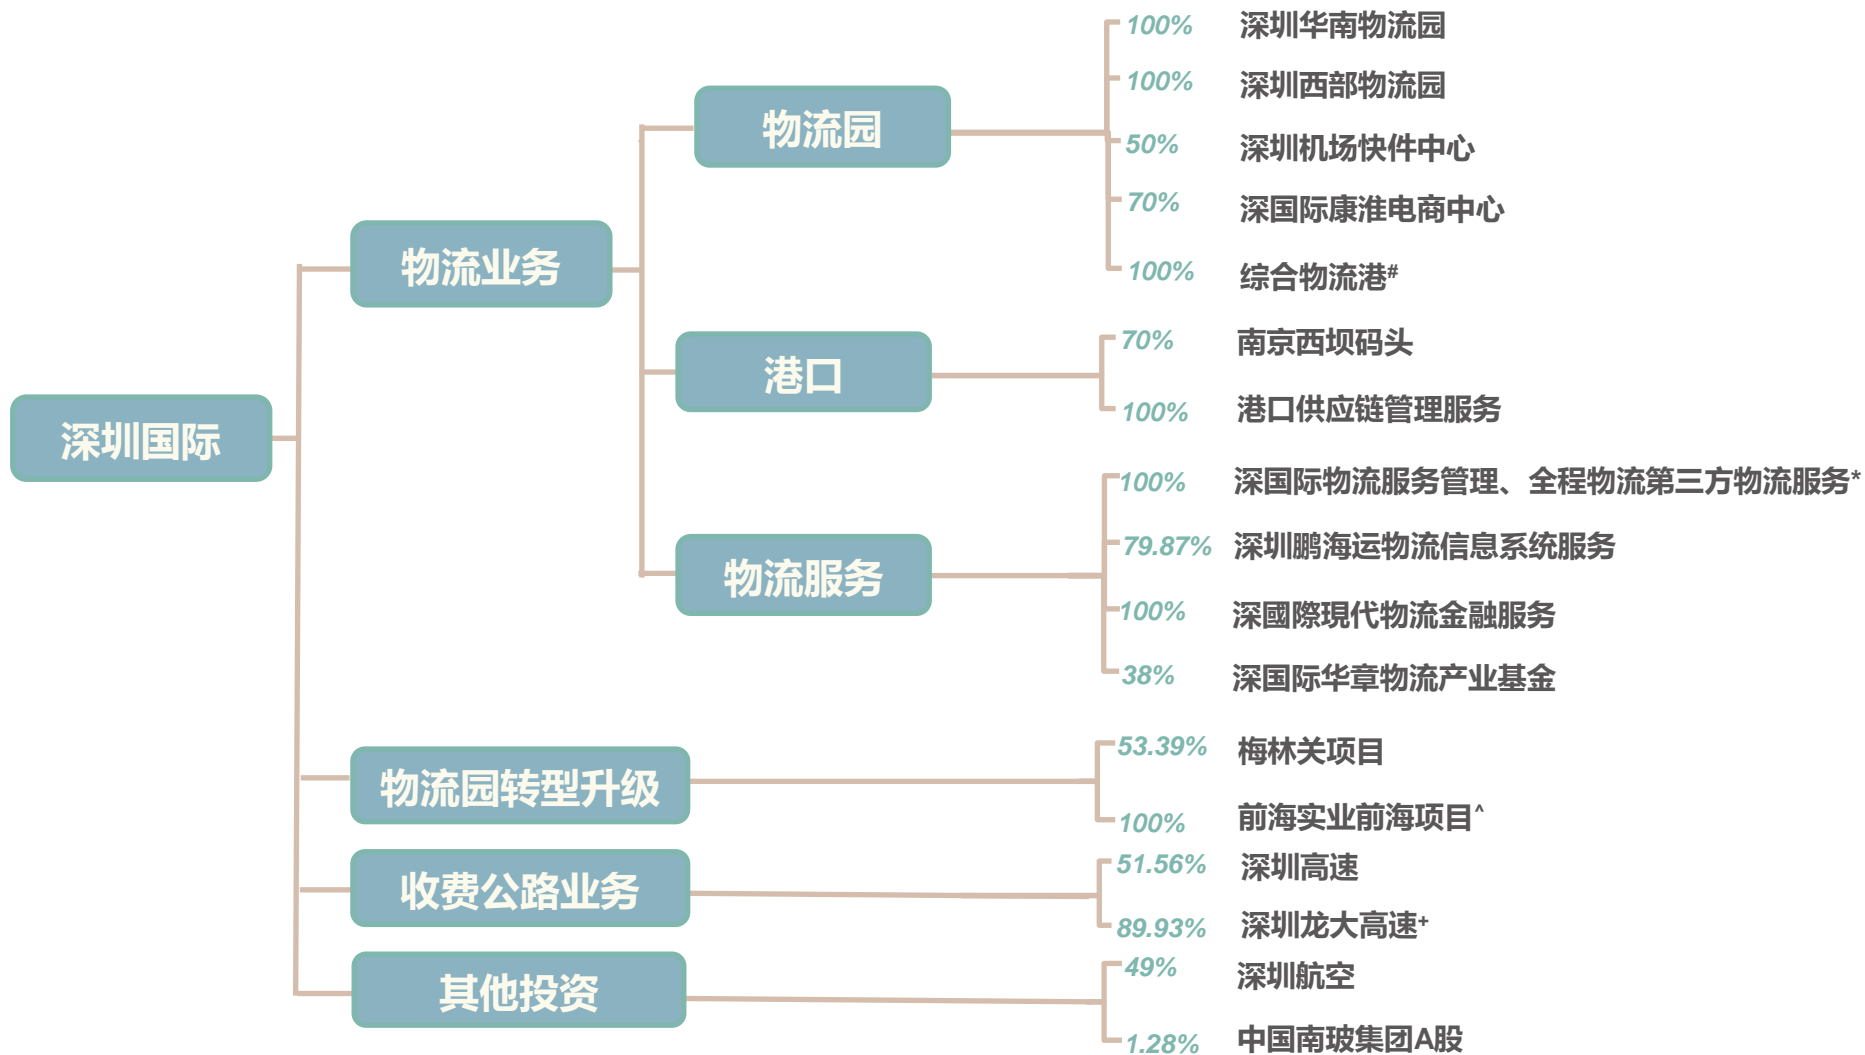 深圳国际
物流业务
物流园
100% 深圳华南物流园
100% 深圳西部物流园
50% 深圳机场快件中心
70% 深国际康淮电商中心
100% 综合物流港#
港口
70% 南京西坝码头
100% 港口供应链管理服务
物流服务
100% 深国际物流服务管理、全程物流第三方物流服务*
79.87% 深圳鹏海运物流信息系统服务
100% 深國際現代物流金融服务
38% 深国际华章物流产业基金
物流园转型升级
53.39% 梅林关项目
100% 前海实业前海项目^
收费公路业务
51.56% 深圳高速
89.93% 深圳龙大高速+
其他投资
49% 深圳航空
1.28% 中国南玻集团A股